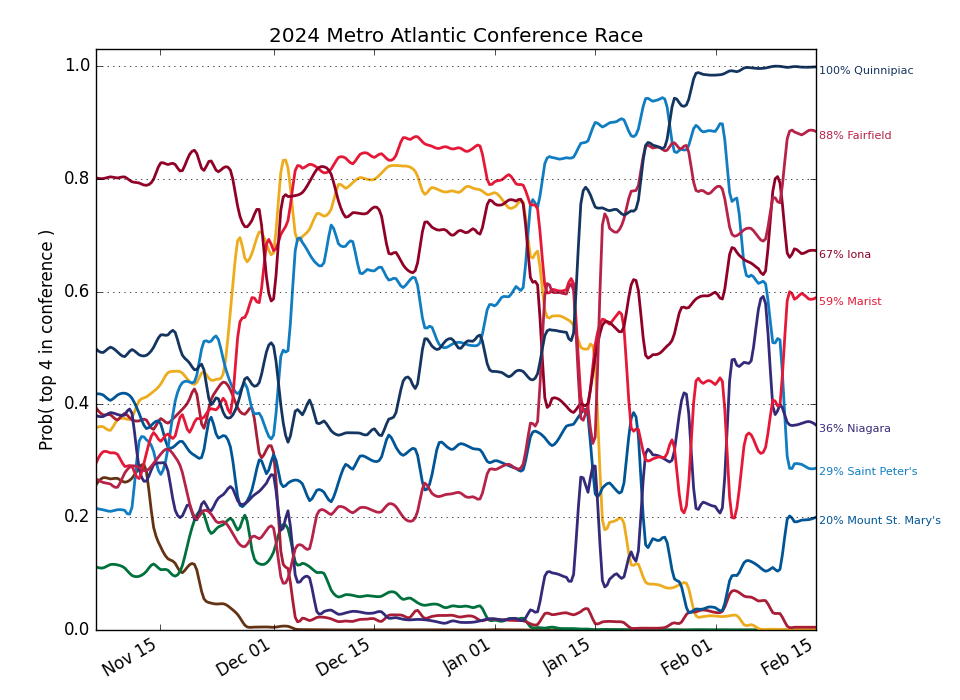 2024 Metro Atlantic Conference Race
Prob( top 4 in conference )
1.0
0.8
0.6
0.4
0.2
0.0
Nov 15
Dec 01
Dec 15
Jan 01
Jan 15
Feb 01
Feb 15
100% Quinnipiac
88% Fairfield
67% Iona
59% Marist
36% Niagara
29% Saint Peter's
20% Mount St. Mary's